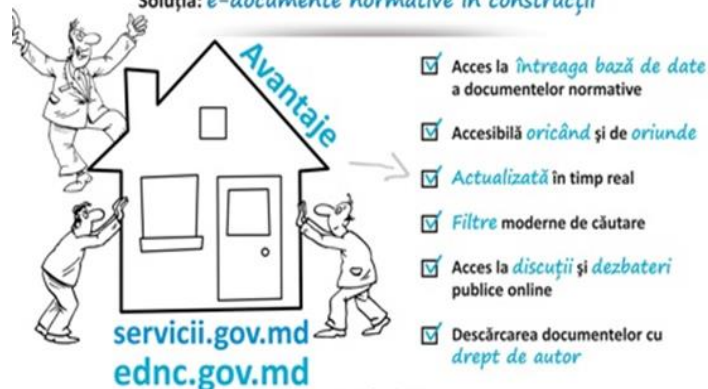 Soluția: e-documente normative în construcții
Avantaje
Acces la întreaga bază de date
a documentelor normative
Accesibilă oricând și de oriunde
Actualizată în timp real
Filtre moderne de căutare
Acces la discuții și dezbateri
publice online
Descărcarea documentelor cu
drept de autor
servicii.gov.md
ednc.gov.md